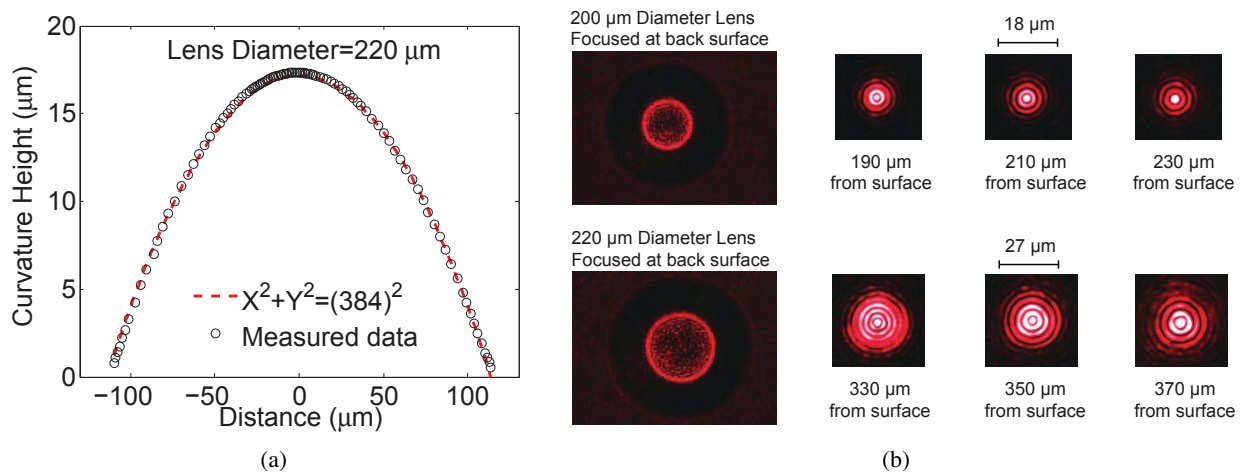 20
15
10
5
0
Curvature Height (μm)
Lens Diameter=220 μm
X²+Y²=(384)²
Measured data
−100 −50 0 50 100
Distance (μm)
(a)
200 μm Diameter Lens
Focused at back surface
18 μm
190 μm
from surface
210 μm
from surface
230 μm
from surface
220 μm Diameter Lens
Focused at back surface
27 μm
330 μm
from surface
350 μm
from surface
370 μm
from surface
(b)